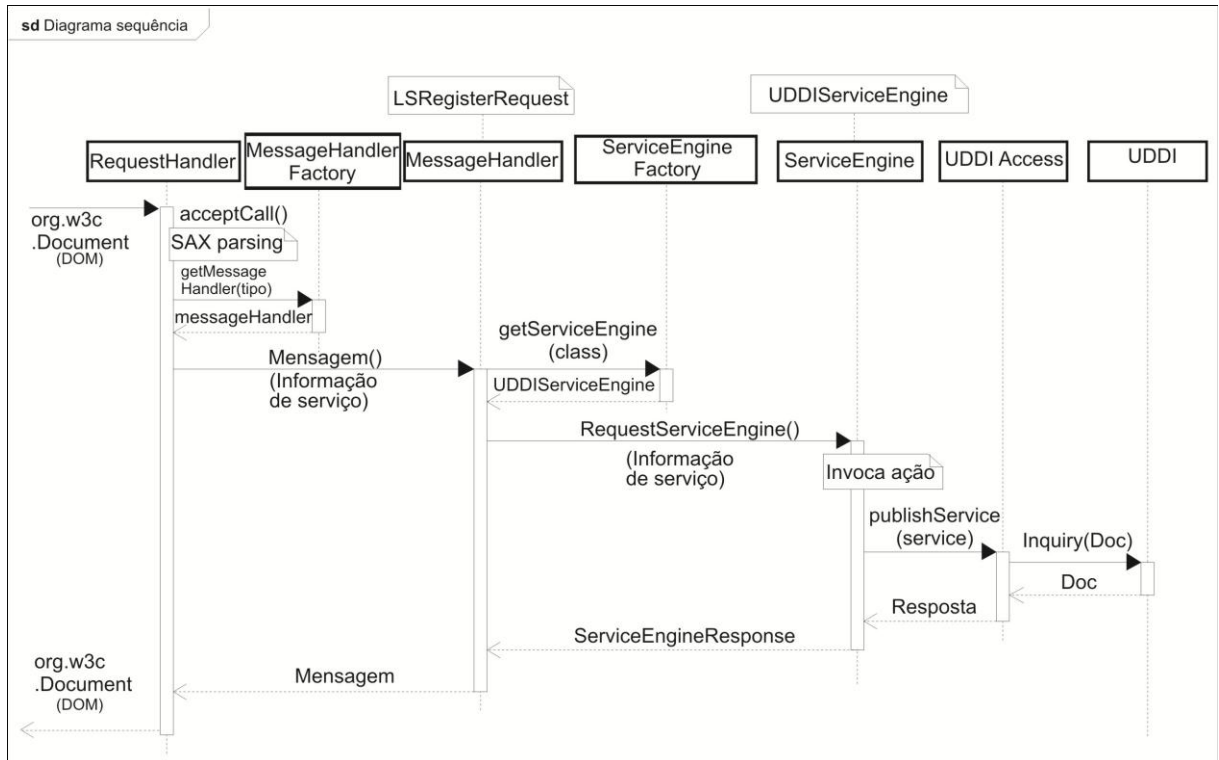 sd Diagrama sequência
LSRegisterRequest
UDDIServiceEngine
RequestHandler
MessageHandler
Factory
MessageHandler
ServiceEngine
Factory
ServiceEngine
UDDI Access
UDDI
org.w3c
.Document
(DOM)
acceptCall()
SAX parsing
getMessage
Handler(tipo)
messageHandler
Mensagem()
(Informação
de serviço)
getServiceEngine
(class)
UDDIServiceEngine
RequestServiceEngine()
(Informação
de serviço)
Invoca ação
publishService
(service)
Inquiry(Doc)
Doc
Resposta
ServiceEngineResponse
Mensagem
org.w3c
.Document
(DOM)